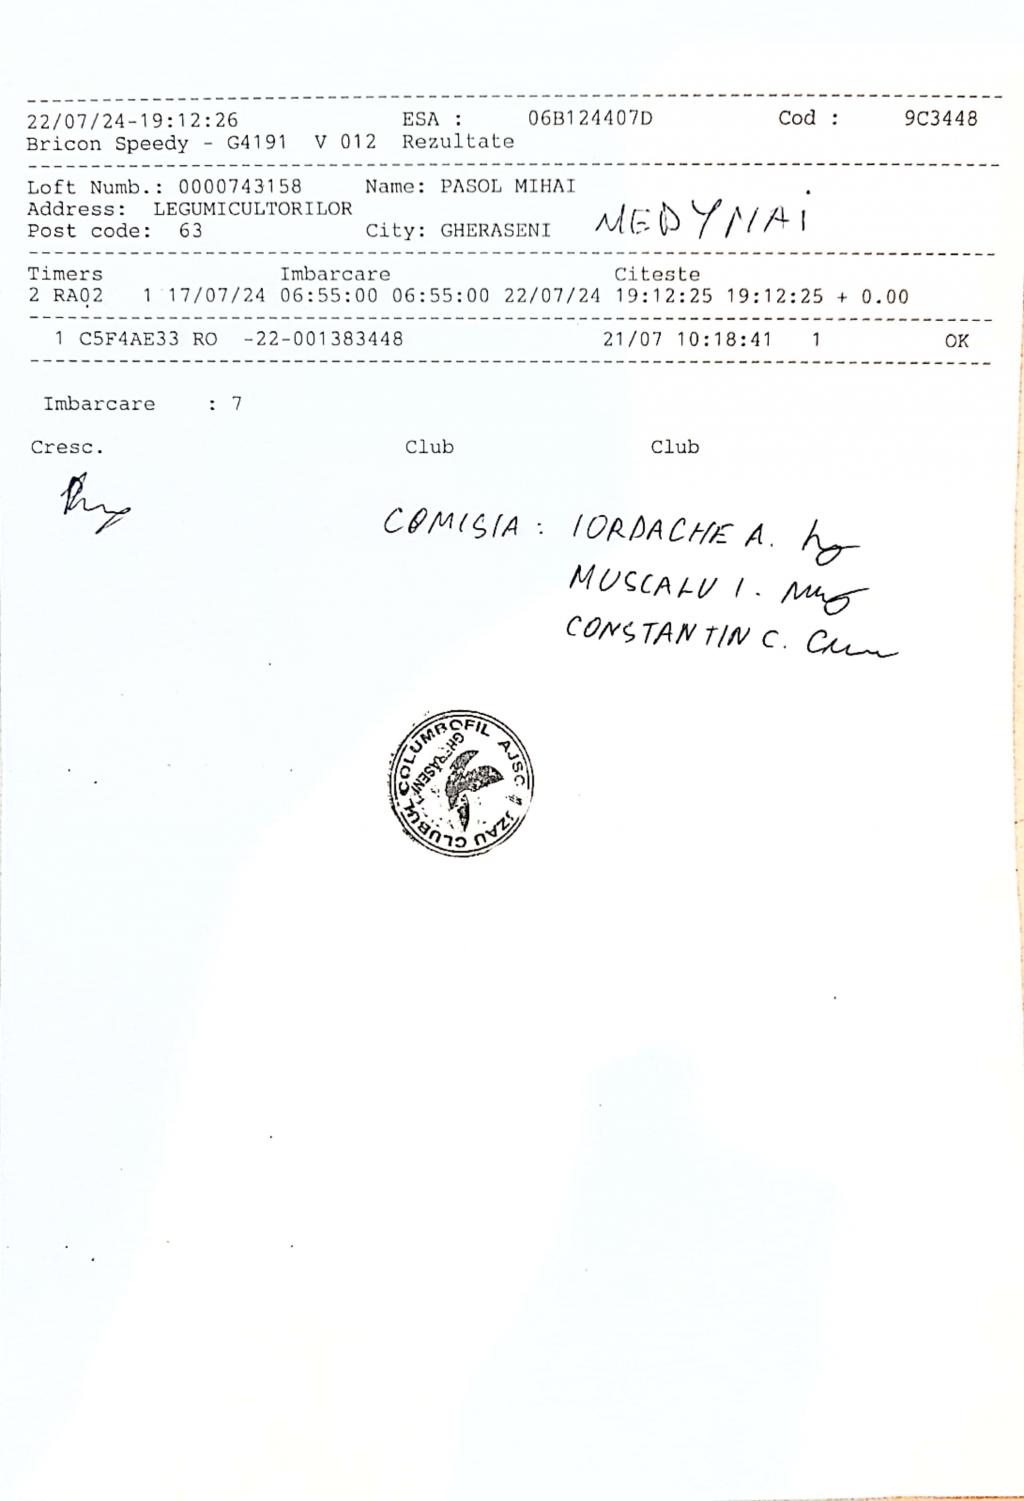 22/07/24-19:12:26 ESA : 06B124407D Cod : 9C3448
Bricon Speedy - G4191 V 012 Rezultate
Loft Numb.: 0000743158 Name: PASOL MIHAI
Address: LEGUMICULTORILOR
Post code: 63 City: GHERASENI MEDYNAI
Timers Imbarcare Citeste
2 RA02 1 17/07/24 06:55:00 06:55:00 22/07/24 19:12:25 19:12:25 + 0.00
1 C5F4AE33 RO -22-001383448 21/07 10:18:41 1 OK
Imbarcare : 7
Cresc. Club Club
COMISIA : IORDACHE A.
MUSCALU I.
CONSTANTIN C.
CLUBUL COLUMBOFIL AJSC
GHERASENI